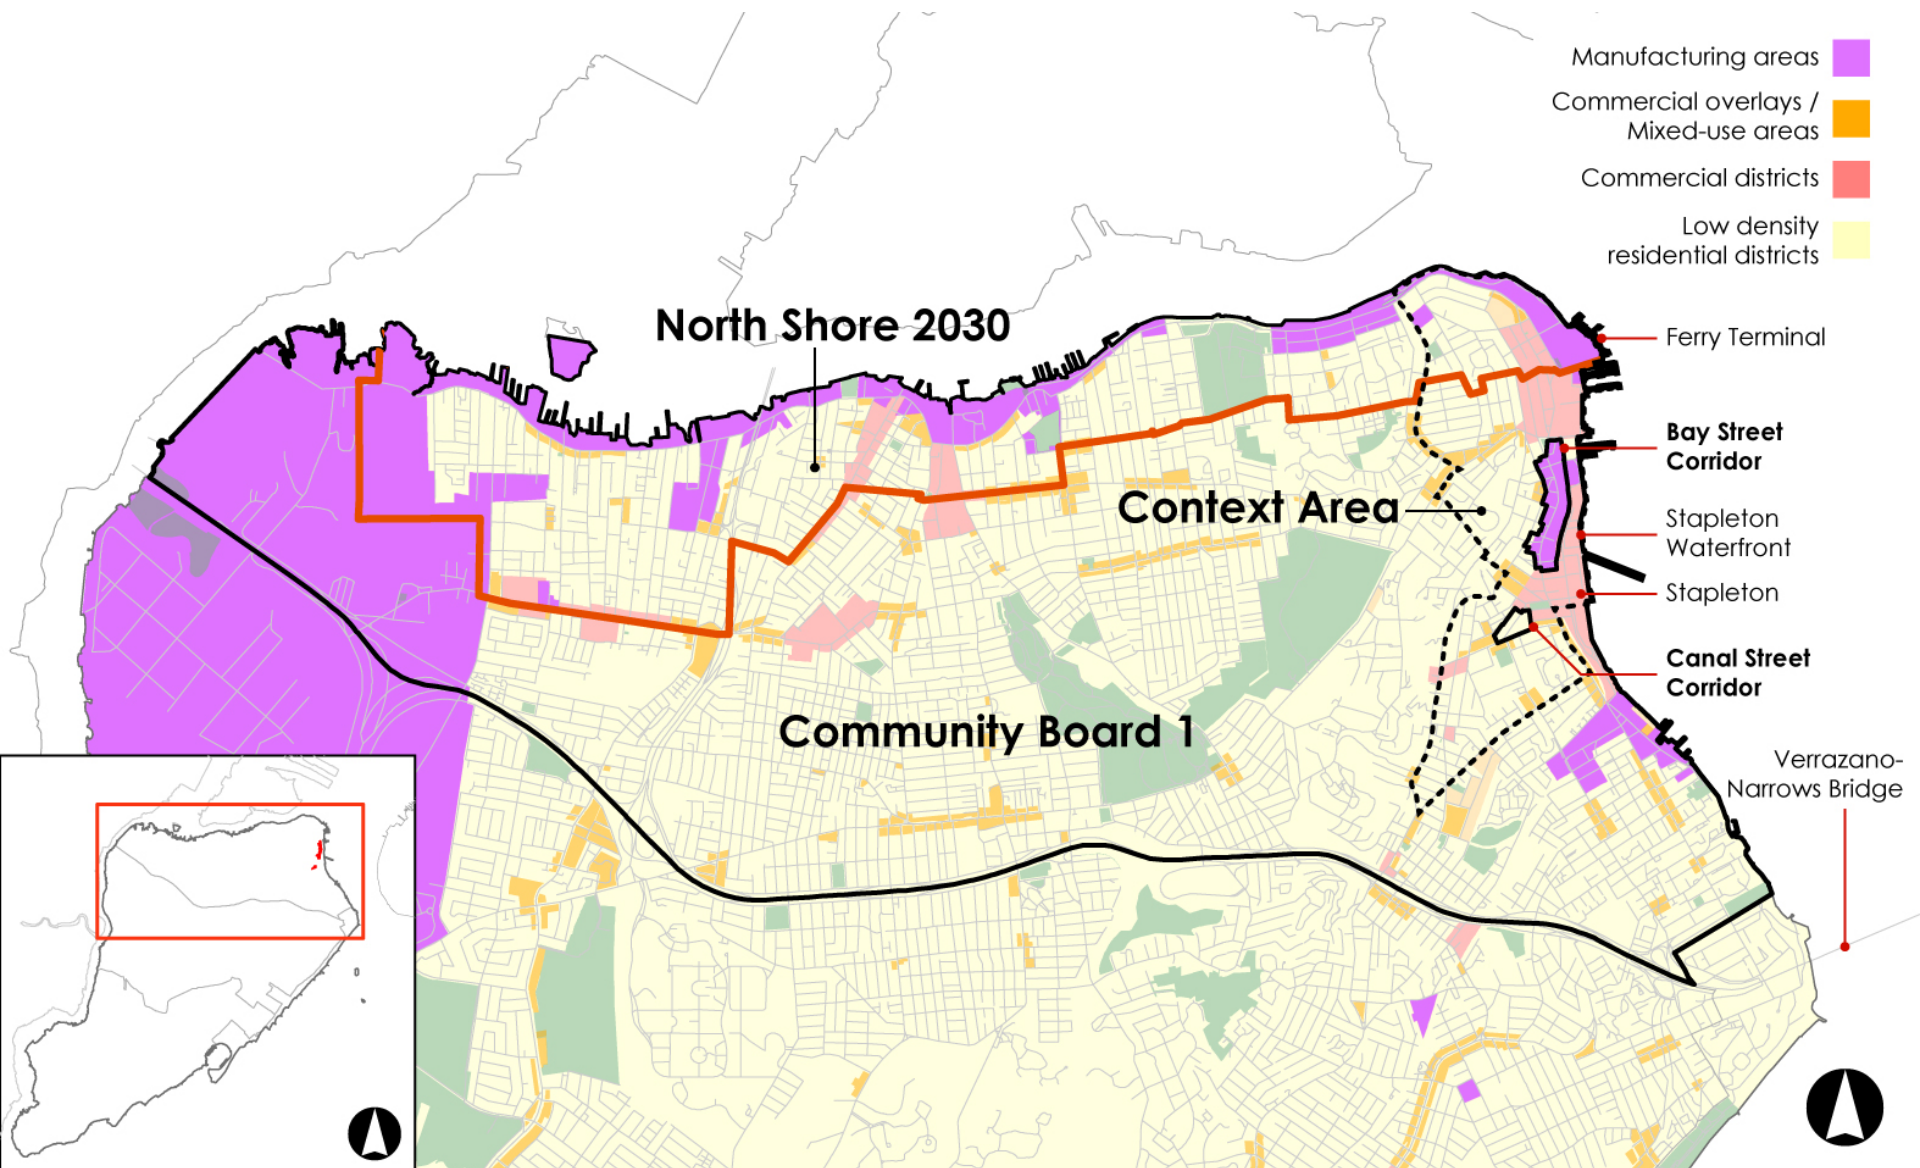 Manufacturing areas
Commercial overlays /
Mixed-use areas
Commercial districts
Low density
residential districts
North Shore 2030
Ferry Terminal
Bay Street
Corridor
Context Area
Stapleton
Waterfront
Stapleton
Canal Street
Corridor
Community Board 1
Verrazano-
Narrows Bridge